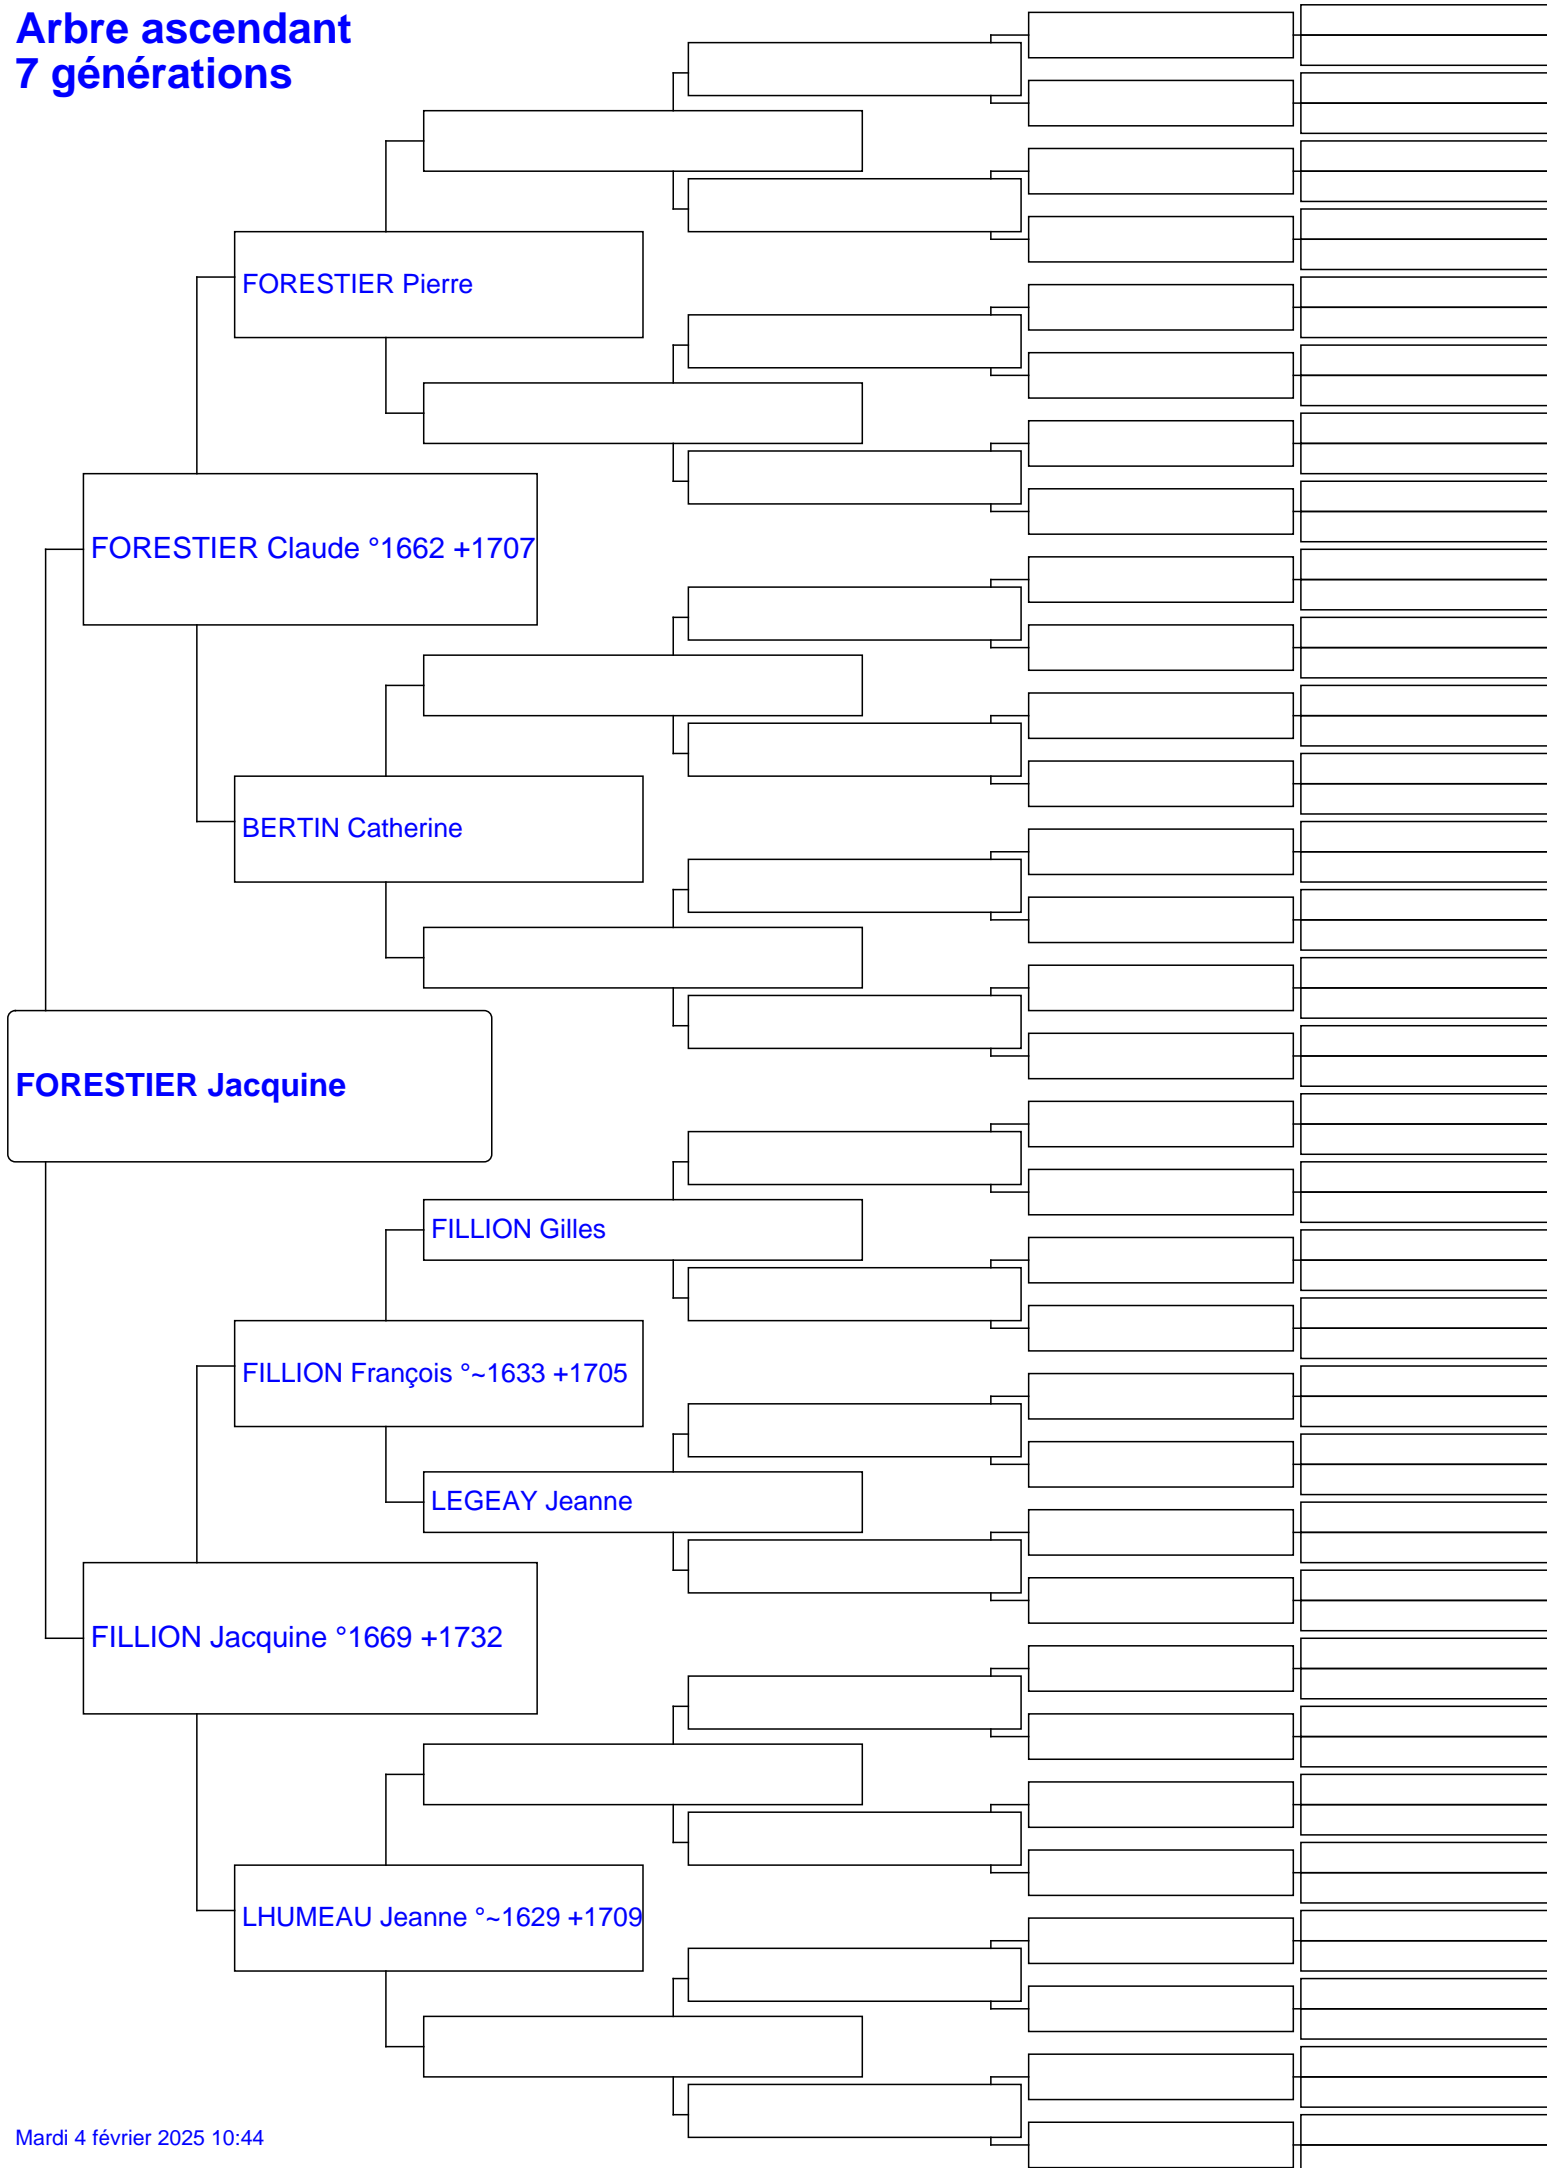 Arbre ascendant
7 générations
FORESTIER Pierre
FORESTIER Claude °1662 +1707
BERTIN Catherine
FORESTIER Jacquine
FILLION Gilles
FILLION François °~1633 +1705
LEGEAY Jeanne
FILLION Jacquine °1669 +1732
LHUMEAU Jeanne °~1629 +1709
Mardi 4 février 2025 10:44